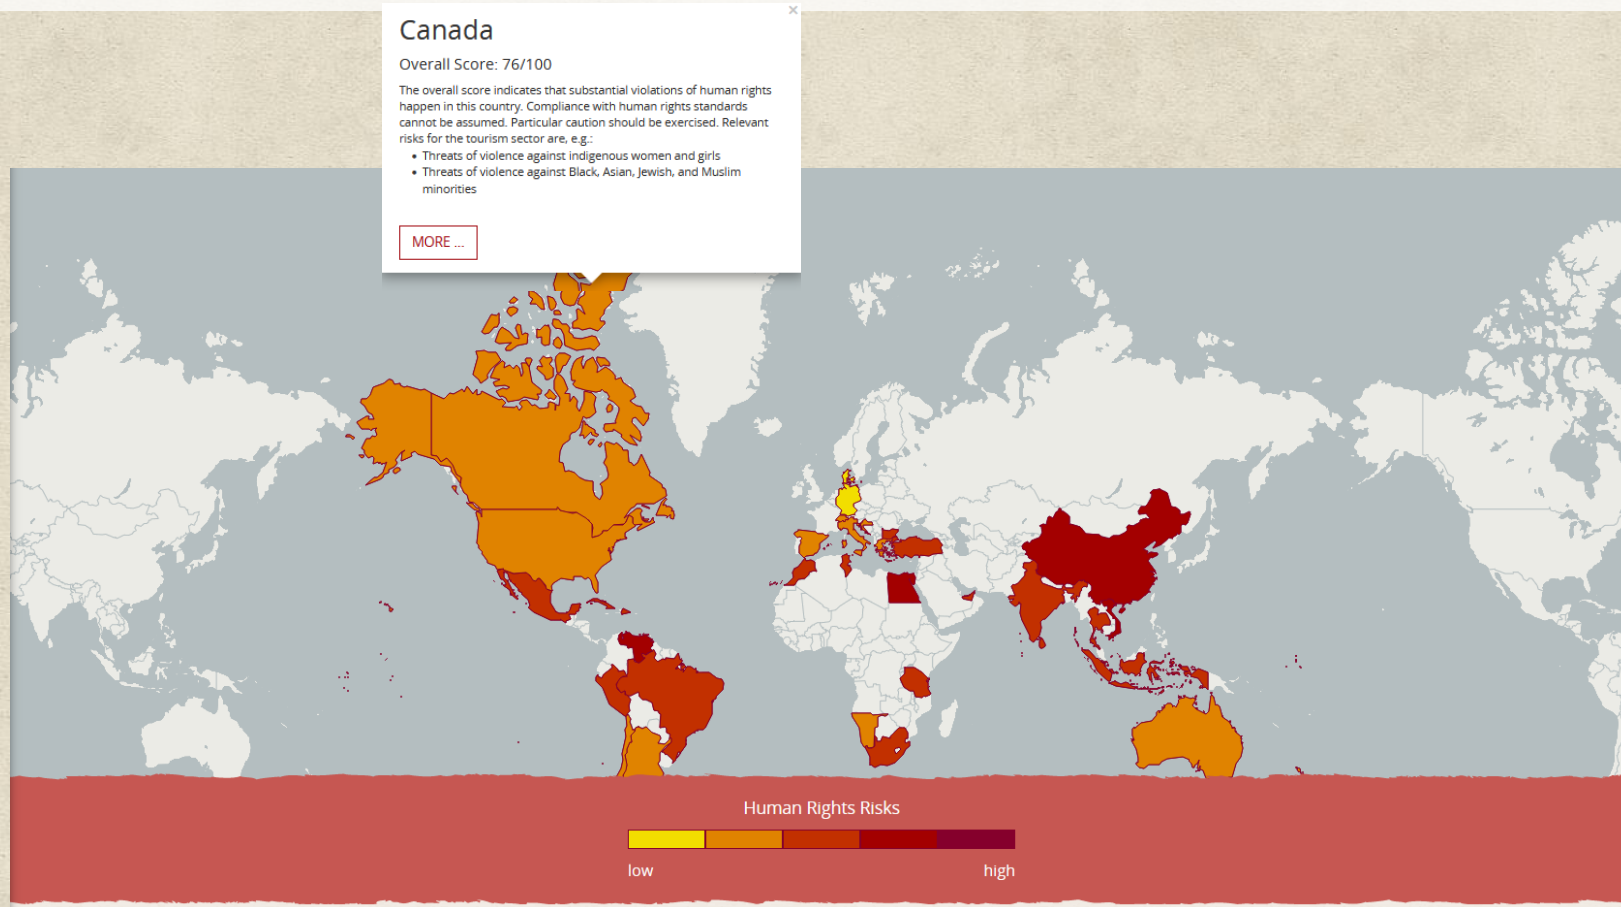 ×
Canada
Overall Score: 76/100
The overall score indicates that substantial violations of human rights
happen in this country. Compliance with human rights standards
cannot be assumed. Particular caution should be exercised. Relevant
risks for the tourism sector are, e.g.:
• Threats of violence against indigenous women and girls
• Threats of violence against Black, Asian, Jewish, and Muslim
minorities
MORE ...
Human Rights Risks
low
high